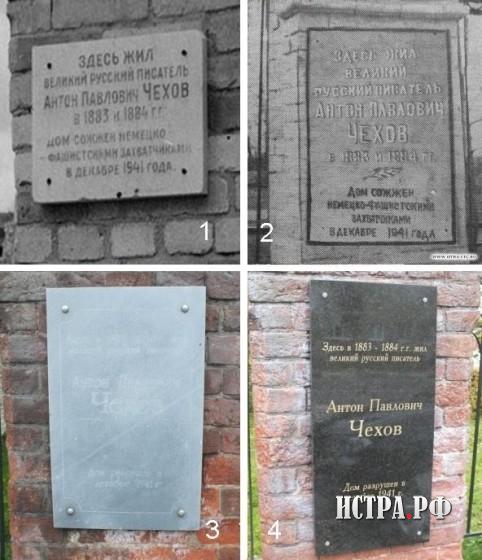 ЗДЕСЬ ЖИЛ
ВЕЛИКИЙ РУССКИЙ ПИСАТЕЛЬ
АНТОН ПАВЛОВИЧ ЧЕХОВ
В 1883 И 1884 Г.Г.
ДОМ СОЖЖЕН НЕМЕЦКО-
ФАШИСТСКИМИ ЗАХВАТЧИКАМИ
В ДЕКАБРЕ 1941 ГОДА.
1
ЗДЕСЬ ЖИЛ
ВЕЛИКИЙ
РУССКИЙ ПИСАТЕЛЬ
АНТОН ПАВЛОВИЧ
ЧЕХОВ
В 1883 И 1884 Г.Г.
ДОМ СОЖЖЕН
НЕМЕЦКО-ФАШИСТСКИМИ
ЗАХВАТЧИКАМИ
В ДЕКАБРЕ 1941 ГОДА
2
Антон
Чехов
3
Здесь в 1883 - 1884 г.г. жил
великий русский писатель
Антон Павлович
Чехов
Дом разрушен в
1941 г.
4
ИСТРА.РФ